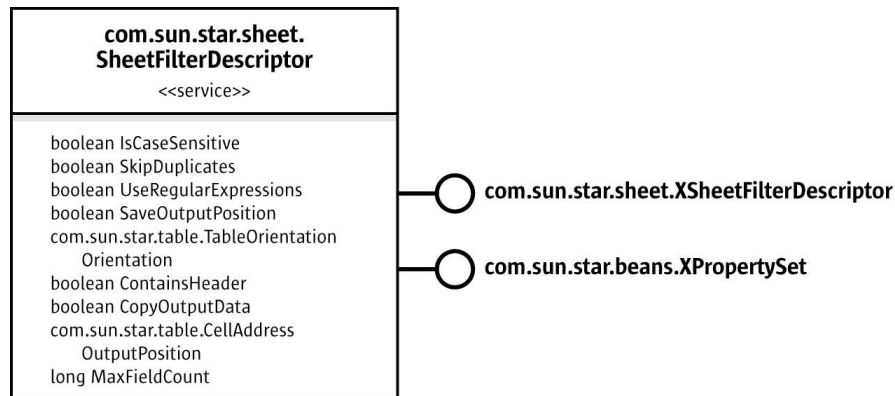 com.sun.star.sheet.
SheetFilterDescriptor
<<service>>
boolean IsCaseSensitive
boolean SkipDuplicates
boolean UseRegularExpressions
boolean SaveOutputPosition
com.sun.star.table.TableOrientation
Orientation
boolean ContainsHeader
boolean CopyOutputData
com.sun.star.table.CellAddress
OutputPosition
long MaxFieldCount
com.sun.star.sheet.XSheetFilterDescriptor
com.sun.star.beans.XPropertySet